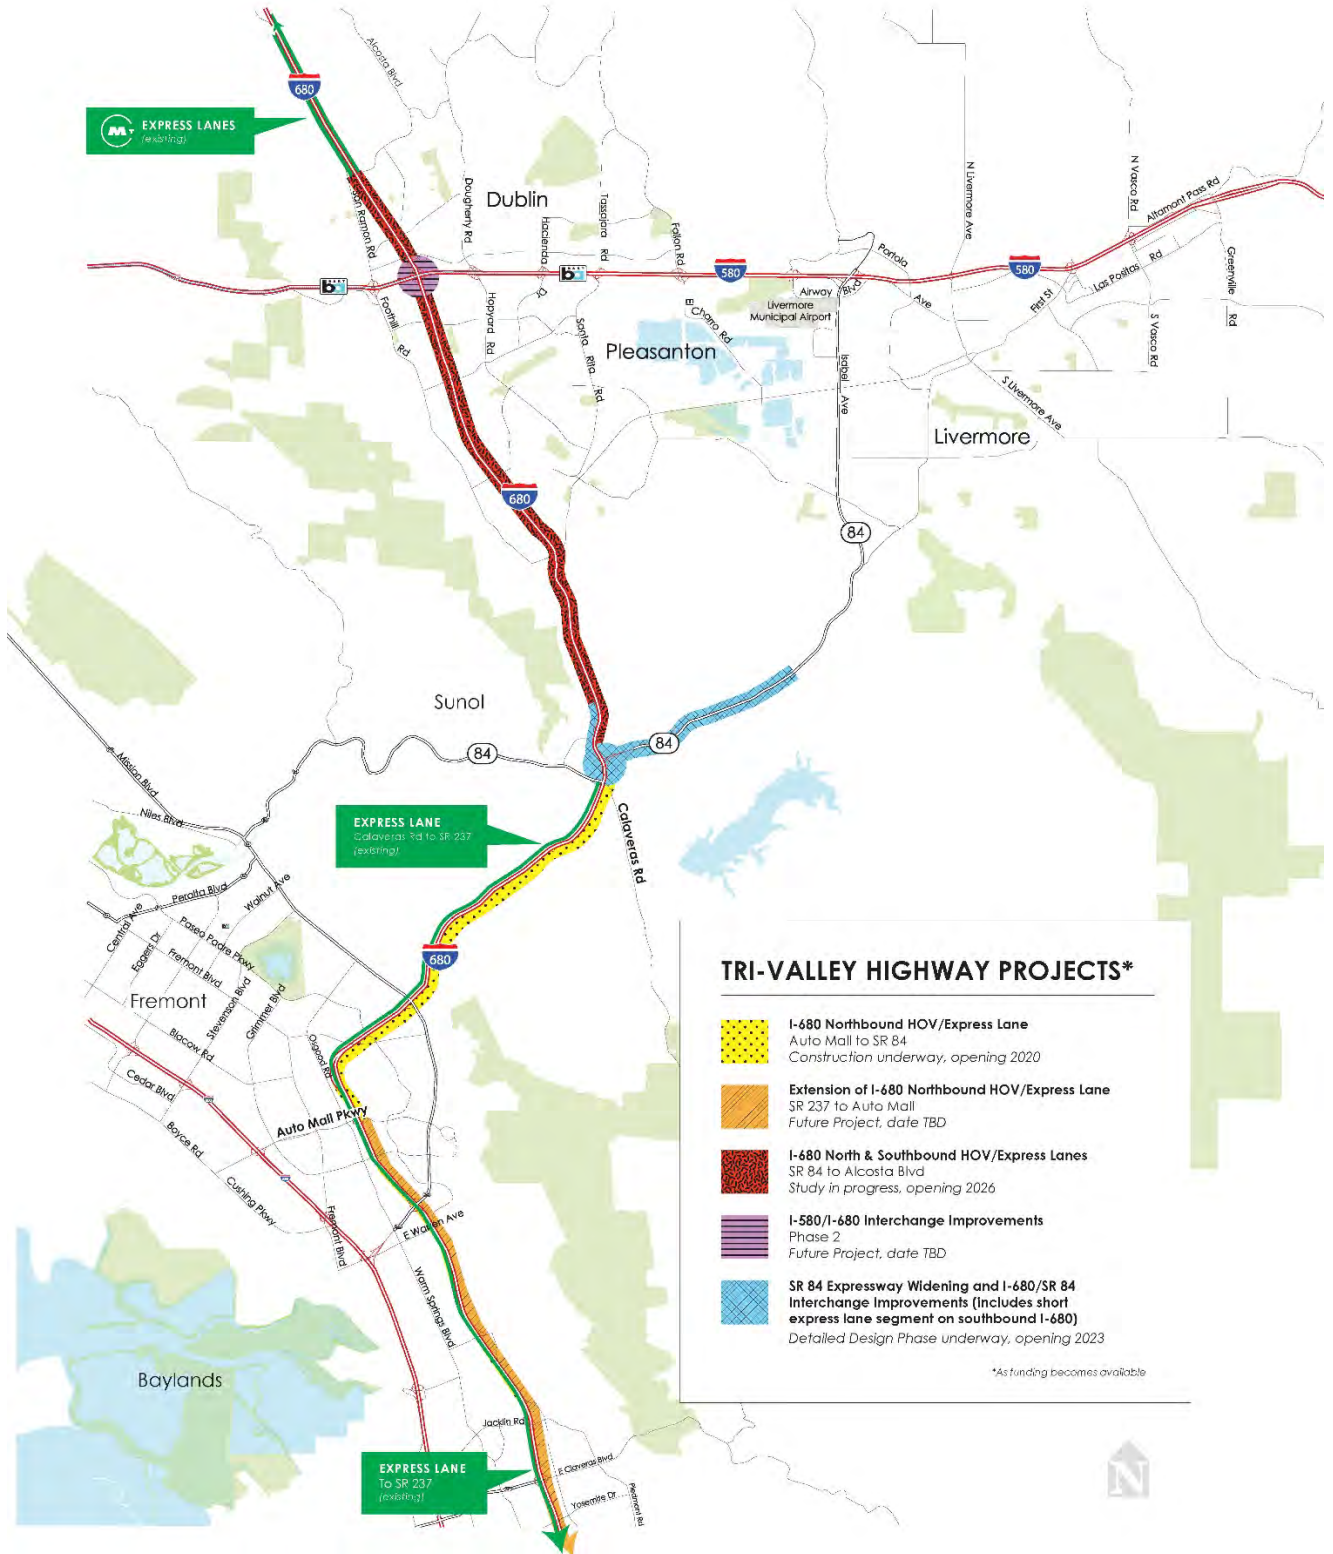 Alcosta Blvd
680
EXPRESS LANES
(existing)
San Ramon Rd
Dougherty Rd
Dublin
Hacienda Dr
Tassajara Rd
Fallon Rd
N Livermore Ave
N Vasco Rd
Altamont Pass Rd
580
580
Portola Ave
Las Positas Rd
Greenville Rd
First St
S Vasco Rd
Airway Blvd
Livermore
Municipal Airport
Foothill Rd
Hopyard Rd
Santa Rita Rd
El Charro Rd
Pleasanton
Isabel Ave
S Livermore Ave
Livermore
680
84
Sunol
84
84
Mission Blvd
Niles Blvd
EXPRESS LANE
Calaveras Rd to SR 237
(existing)
Calaveras Rd
Peralta Blvd
Walnut Ave
Central Ave
Eggers Dr
Paseo Padre Pkwy
Fremont Blvd
Stevenson Blvd
Grimmer Blvd
Fremont
680
Blacow Rd
Osgood Rd
Cedar Blvd
Boyce Rd
Auto Mall Pkwy
Cushing Pkwy
Fremont Blvd
E Warren Ave
Warm Springs Blvd
Baylands
Jacklin Rd
E Claveras Blvd
Yosemite Dr
Piedmont Rd
EXPRESS LANE
To SR 237
(existing)
TRI-VALLEY HIGHWAY PROJECTS*
I-680 Northbound HOV/Express Lane
Auto Mall to SR 84
Construction underway, opening 2020
Extension of I-680 Northbound HOV/Express Lane
SR 237 to Auto Mall
Future Project, date TBD
I-680 North & Southbound HOV/Express Lanes
SR 84 to Alcosta Blvd
Study in progress, opening 2026
I-580/I-680 Interchange Improvements
Phase 2
Future Project, date TBD
SR 84 Expressway Widening and I-680/SR 84
Interchange Improvements (includes short
express lane segment on southbound I-680)
Detailed Design Phase underway, opening 2023
*As funding becomes available
N